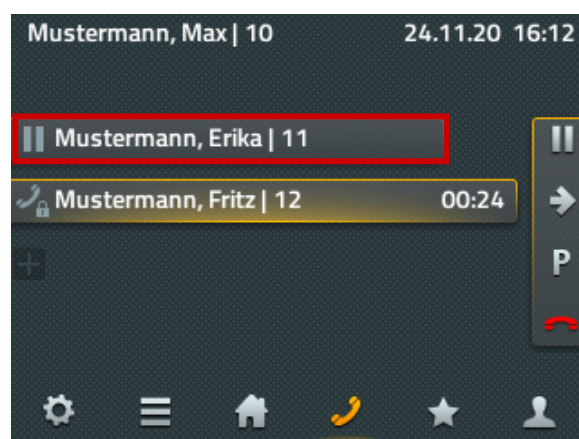 Mustermann, Max | 10 24.11.20 16:12
Mustermann, Erika | 11
Mustermann, Fritz | 12 00:24
P